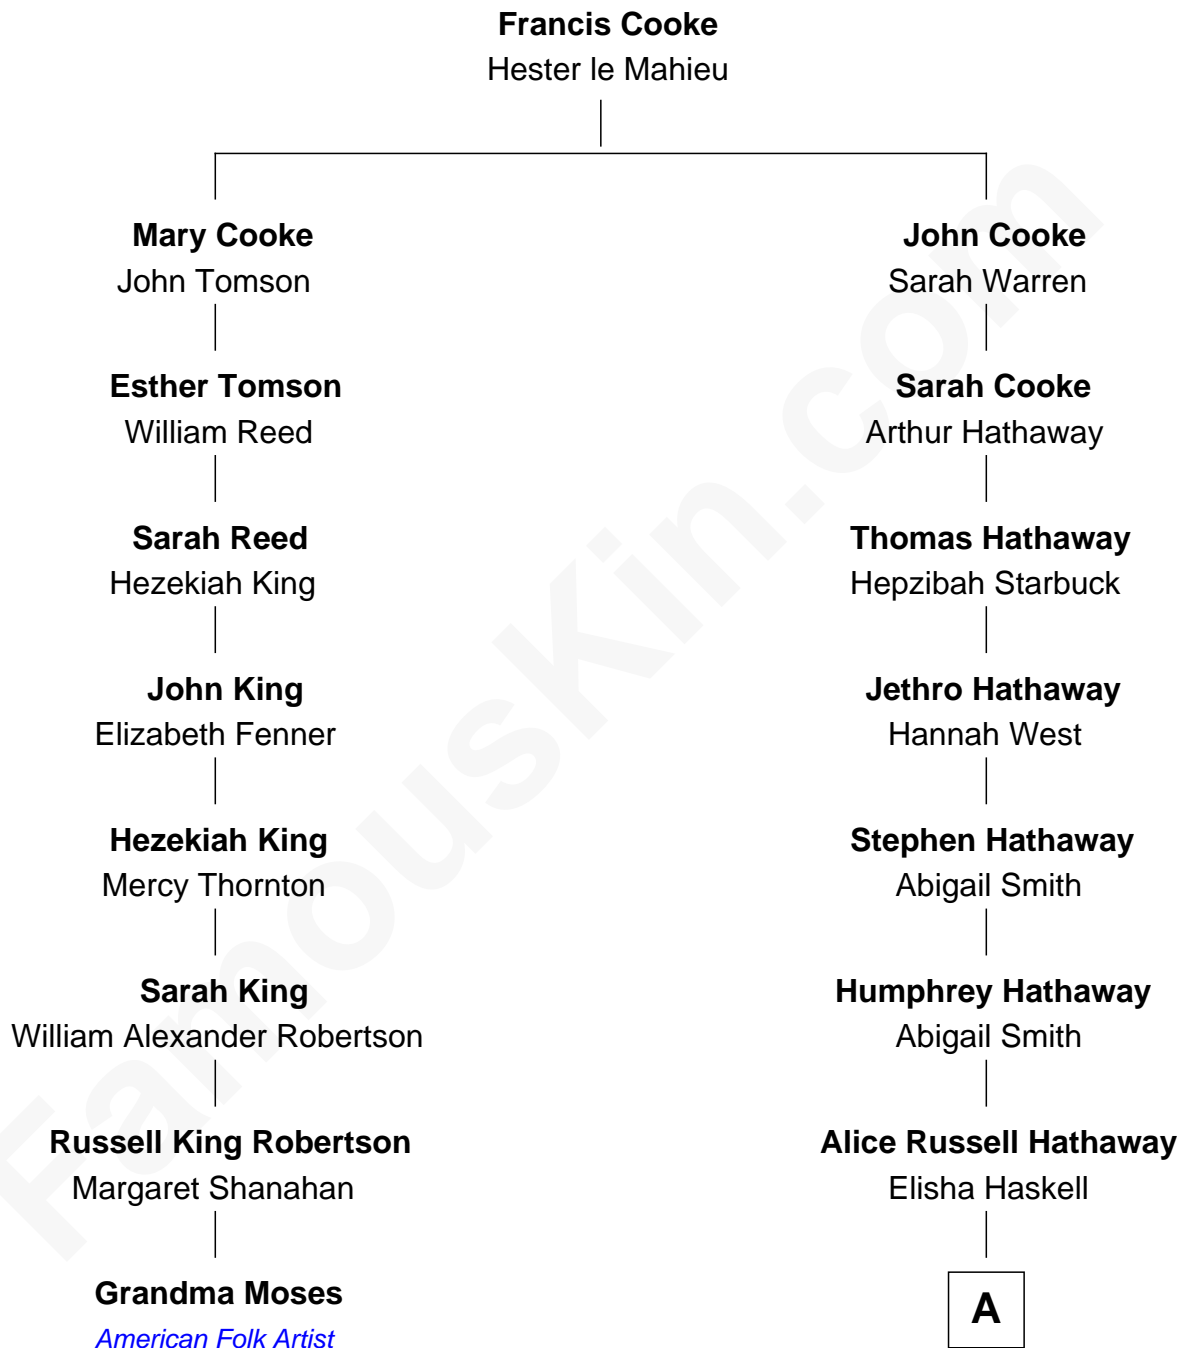 Francis Cooke
Hester le Mahieu
Mary Cooke
John Tomson
John Cooke
Sarah Warren
Esther Tomson
William Reed
Sarah Cooke
Arthur Hathaway
Sarah Reed
Hezekiah King
Thomas Hathaway
Hepzibah Starbuck
John King
Elizabeth Fenner
Jethro Hathaway
Hannah West
Hezekiah King
Mercy Thornton
Stephen Hathaway
Abigail Smith
Sarah King
William Alexander Robertson
Humphrey Hathaway
Abigail Smith
Russell King Robertson
Margaret Shanahan
Alice Russell Hathaway
Elisha Haskell
Grandma Moses
American Folk Artist
A
FamousKin.com